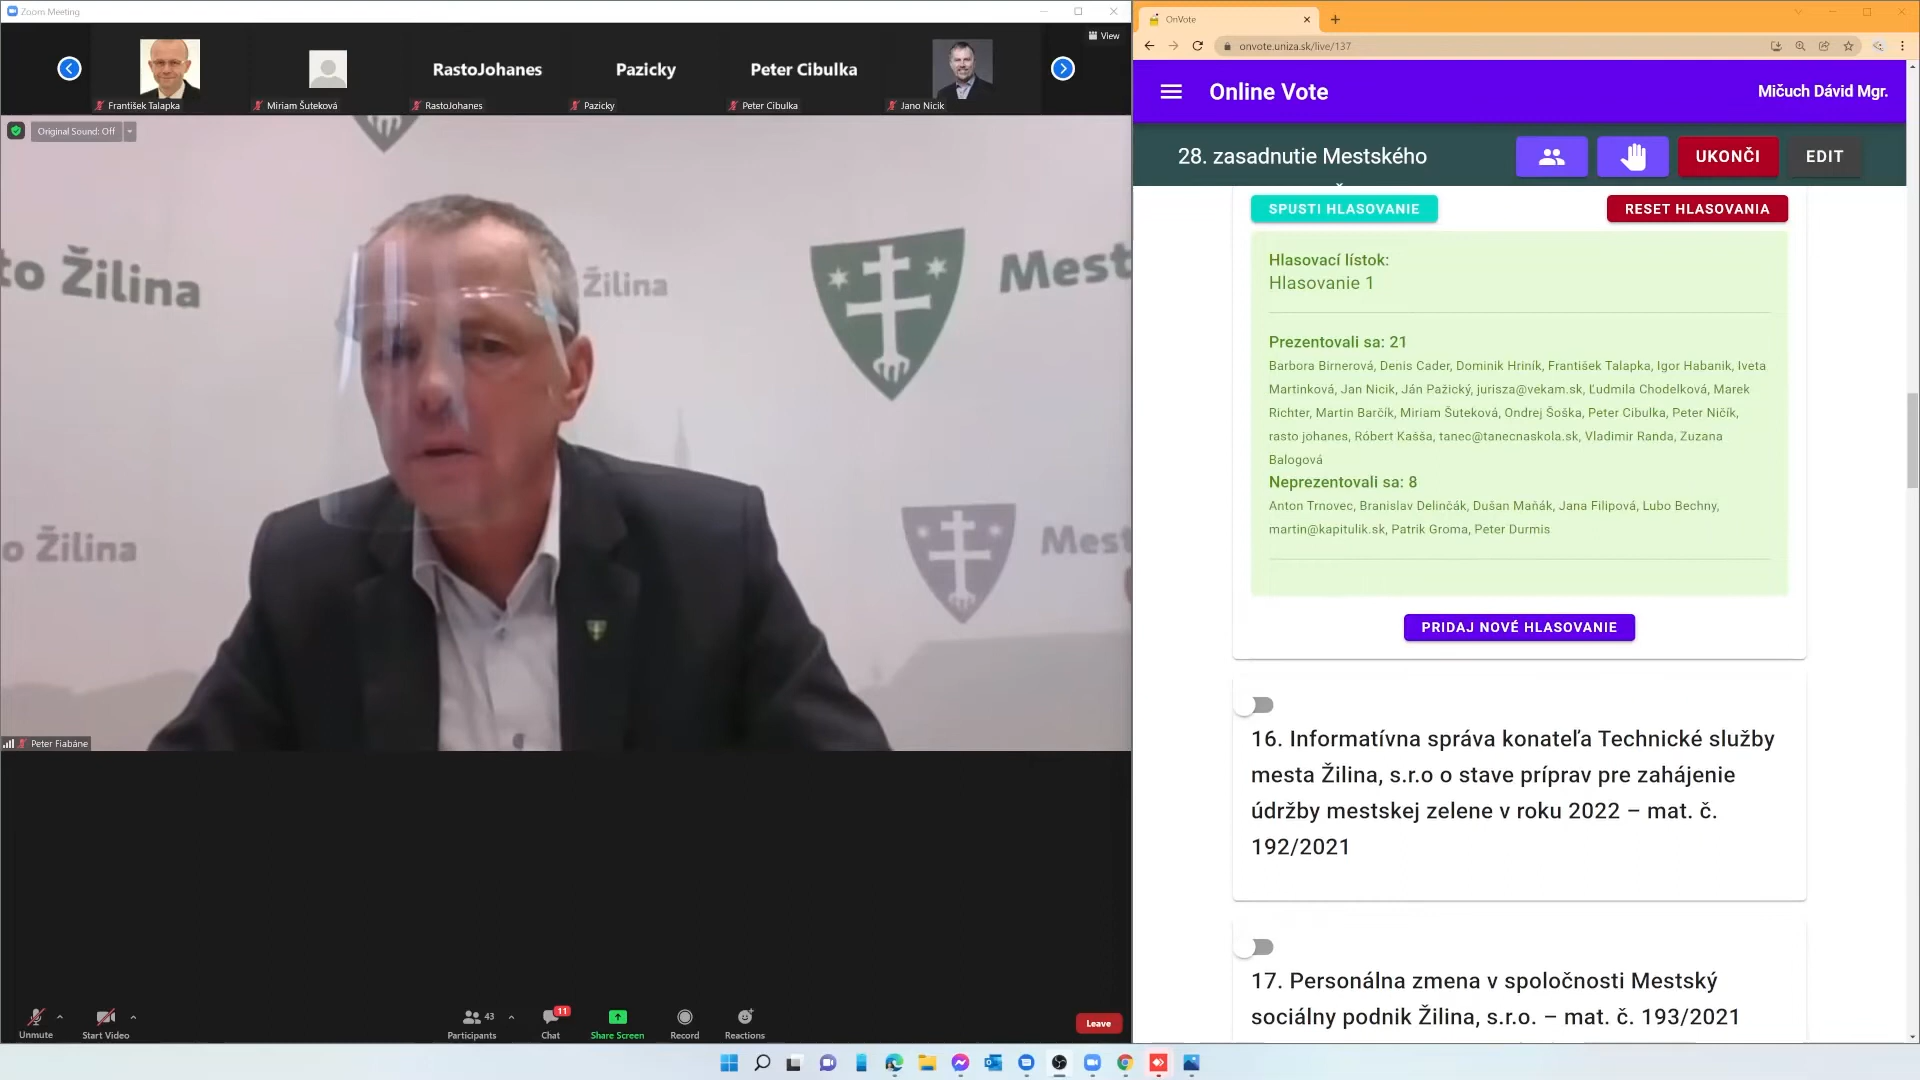 Zoom Meeting
View
RastoJohanes
Pazicky
Peter Cibulka
František Talapka
Miriam Šuteková
RastoJohanes
Pazicky
Peter Cibulka
Jano Nicik
Original Sound: Off
sto Žilina
Žilina
Mest
o Žilina
Mest
Peter Fiabáne
Unmute
Start Video
43
Participants
11
Chat
Share Screen
Record
Reactions
Leave
OnVote
onvote.uniza.sk/live/137
Online Vote
Mičuch Dávid Mgr.
28. zasadnutie Mestského
UKONČI
EDIT
SPUSTI HLASOVANIE
RESET HLASOVANIA
Hlasovací lístok:
Hlasovanie 1
Prezentovali sa: 21
Barbora Birnerová, Denis Cader, Dominik Hriník, František Talapka, Igor Habanik, Iveta
Martinková, Jan Nicik, Ján Pažický, jurisza@vekam.sk, Ľudmila Chodelková, Marek
Richter, Martin Barčík, Miriam Šuteková, Ondrej Šoška, Peter Cibulka, Peter Ničík,
rasto johanes, Róbert Kašša, tanec@tanecnaskola.sk, Vladimir Randa, Zuzana
Balogová
Neprezentovali sa: 8
Anton Trnovec, Branislav Delinčák, Dušan Maňák, Jana Filipová, Lubo Bechny,
martin@kapitulik.sk, Patrik Groma, Peter Durmis
PRIDAJ NOVÉ HLASOVANIE
16. Informatívna správa konateľa Technické služby
mesta Žilina, s.r.o o stave príprav pre zahájenie
údržby mestskej zelene v roku 2022 – mat. č.
192/2021
17. Personálna zmena v spoločnosti Mestský
sociálny podnik Žilina, s.r.o. – mat. č. 193/2021